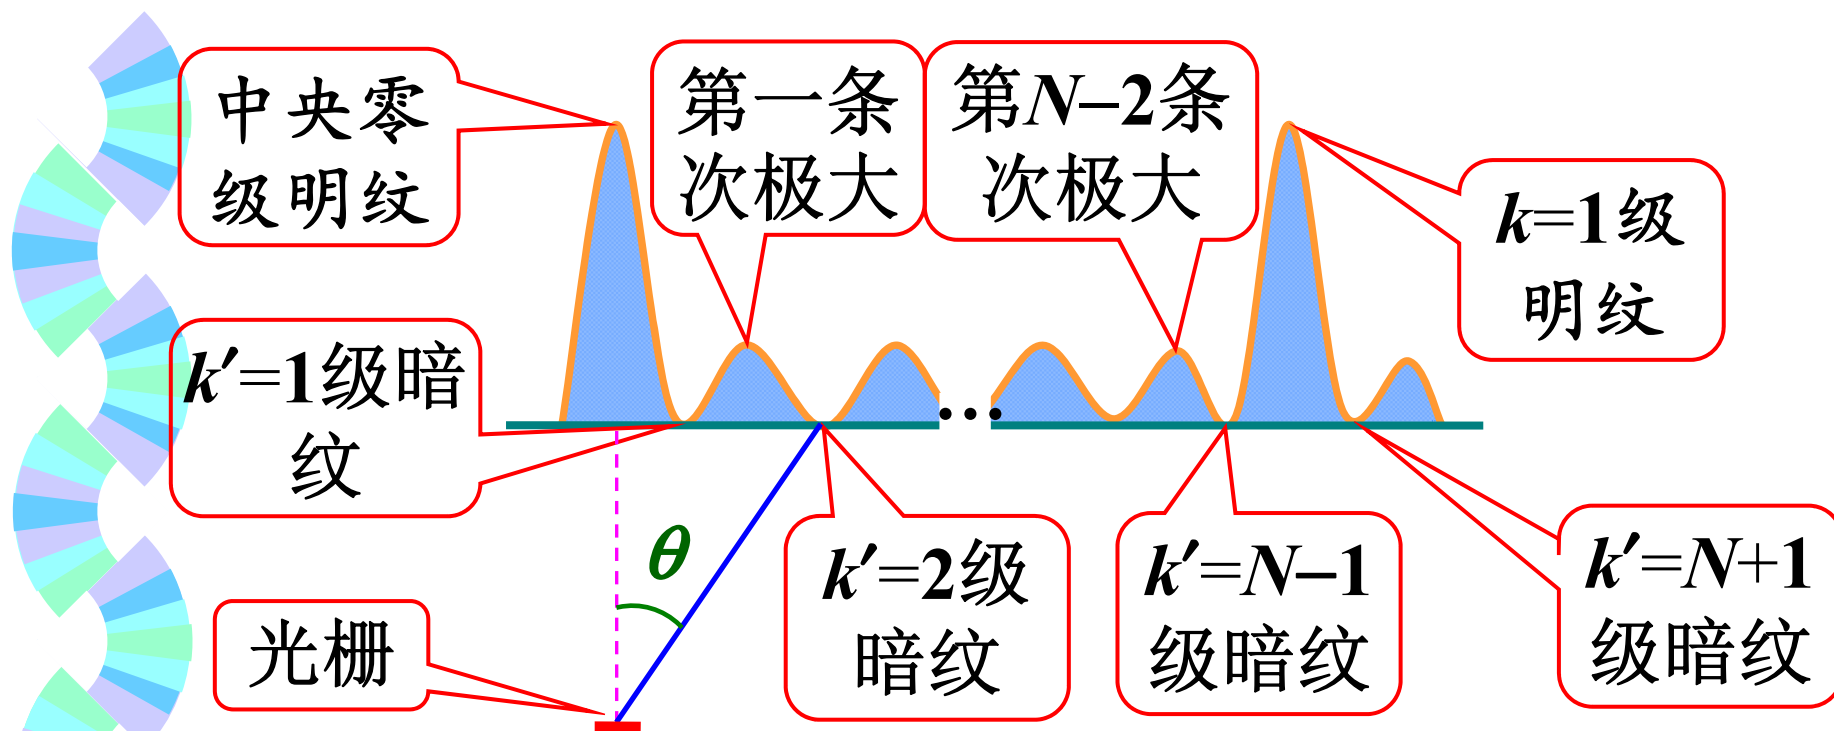 中央零
级明纹
第一条
次极大
第N–2条
次极大
k=1级
明纹
k′=1级暗
纹
...
θ
k′=2级
暗纹
k′=N–1
级暗纹
k′=N+1
级暗纹
光栅